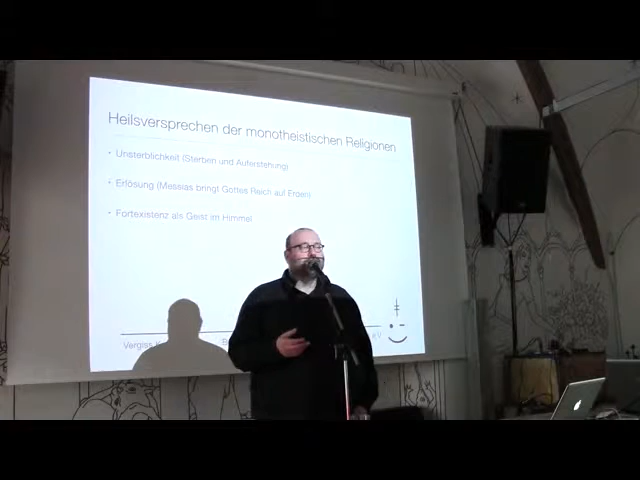 Heilsversprechen der monotheistischen Religionen
• Unsterblichkeit (Sterben und Auferstehung)
• Erlösung (Messias bringt Gottes Reich auf Erden)
• Fortexistenz als Geist im Himmel
Vergiss